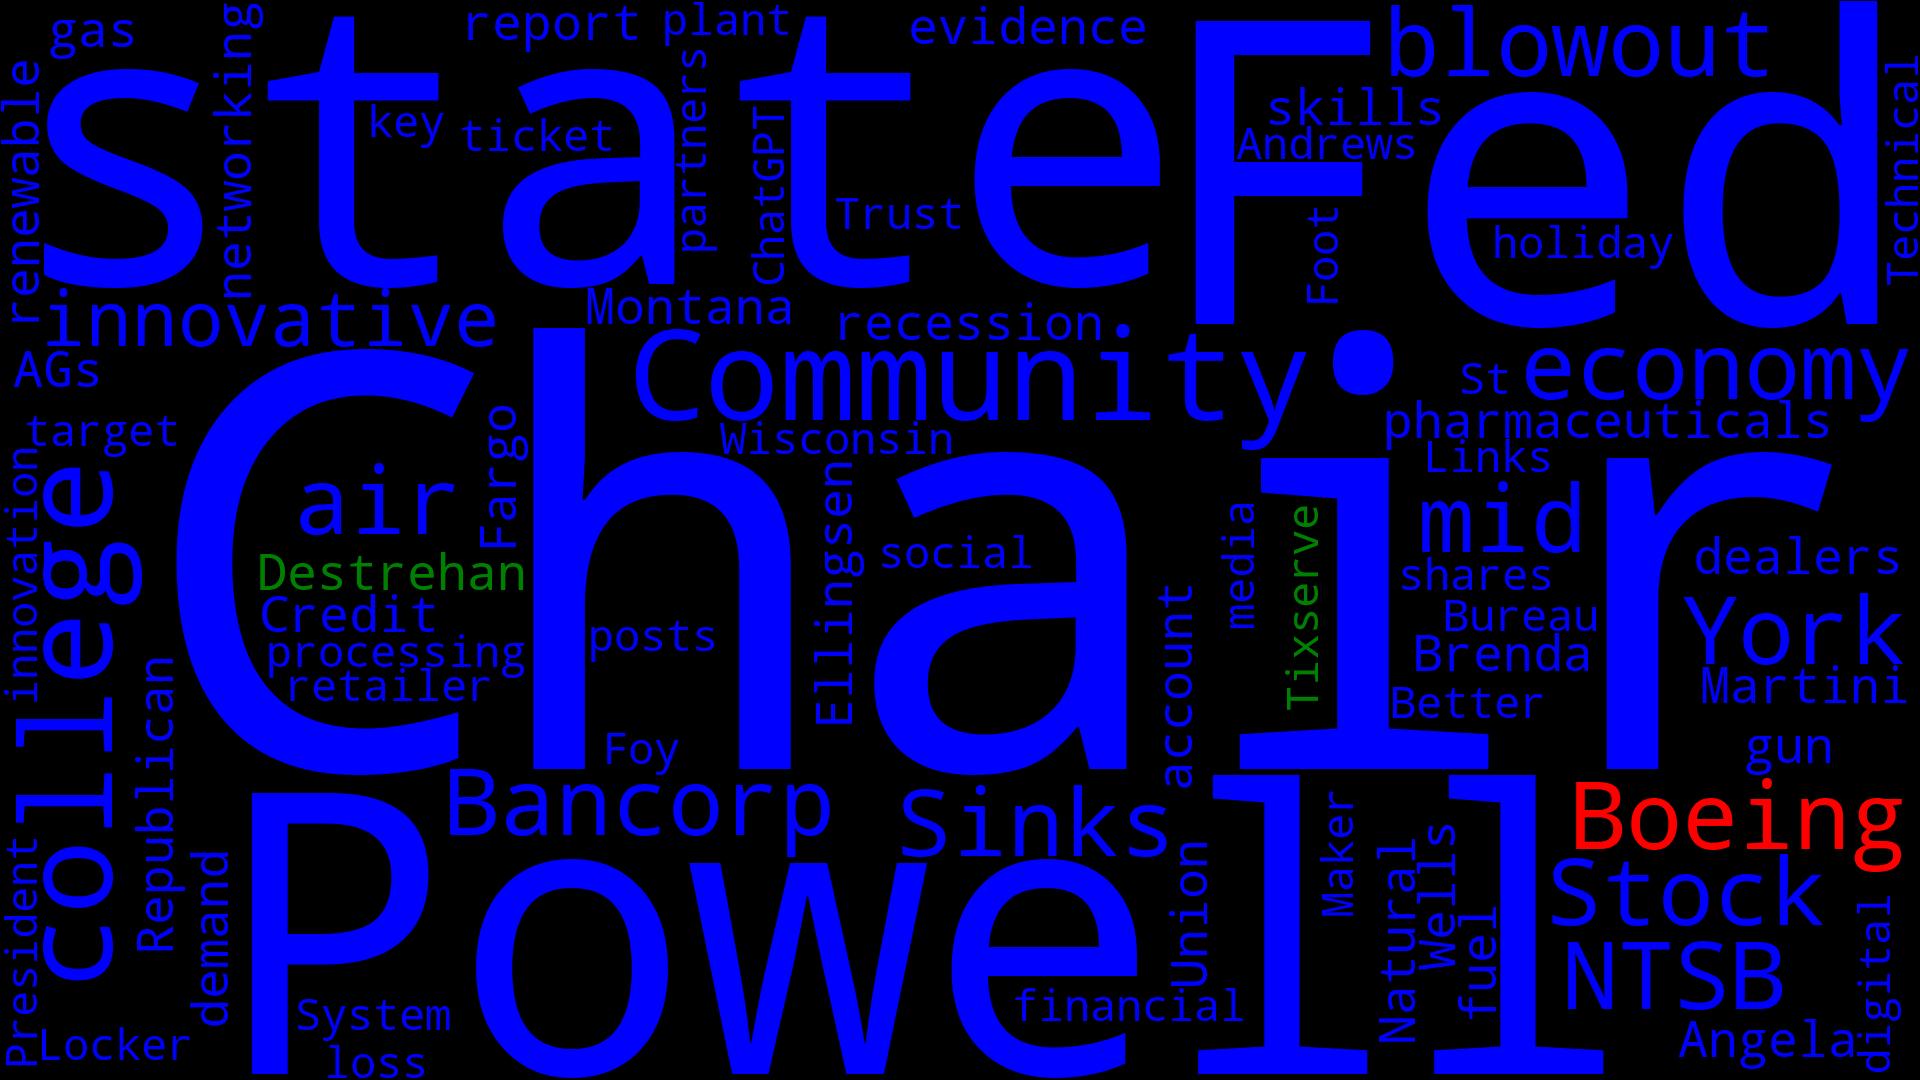 gas
report
plant
evidence
blowout
renewable
networking
state
Fed
Technical
key
ticket
partners
ChatGPT
skills
Andrews
Trust
Foot
holiday
innovative
Montana
recession
AGs
Community
St
economy
target
Fargo
Wisconsin
pharmaceuticals
Links
innovation
college
air
Chair
Ellingsen
social
media
Tixserve
mid
dealers
Destrehan
shares
Credit
processing
retailer
posts
account
Bureau
Brenda
York
Martini
Better
Republican
Foy
gun
Bancorp
Sinks
Boeing
President
demand
Powell
Union
Maker
Natural
Wells
fuel
Stock
NTSB
digital
System
financial
Locker
loss
Angela